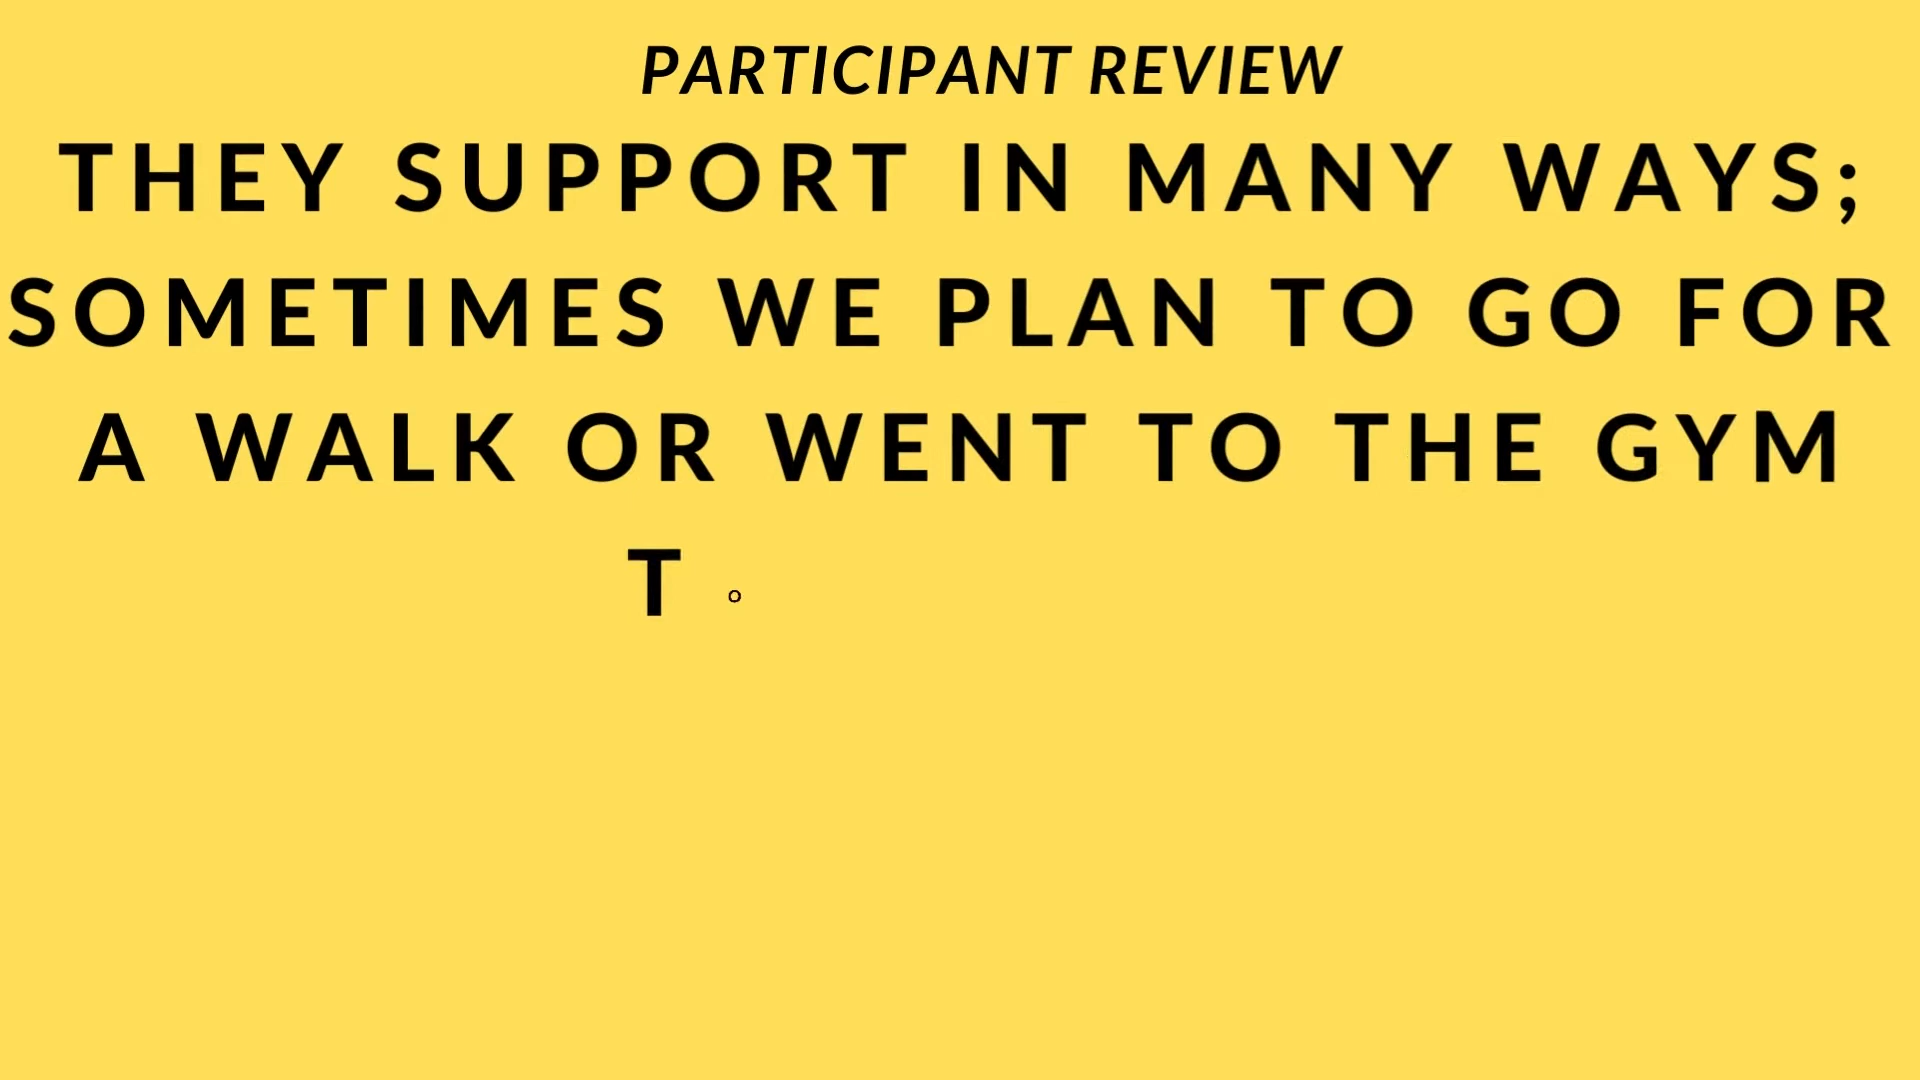 PARTICIPANT REVIEW
THEY SUPPORT IN MANY WAYS;
SOMETIMES WE PLAN TO GO FOR
A WALK OR WENT TO THE GYM
TO